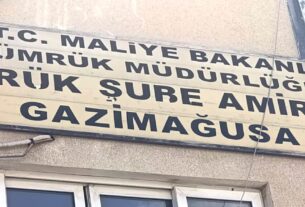 T.C. MALİYE BAKANL
ÜMRÜK MÜDÜRLÜĞ
RÜK ŞUBE AMİR
GAZİMAĞUSA